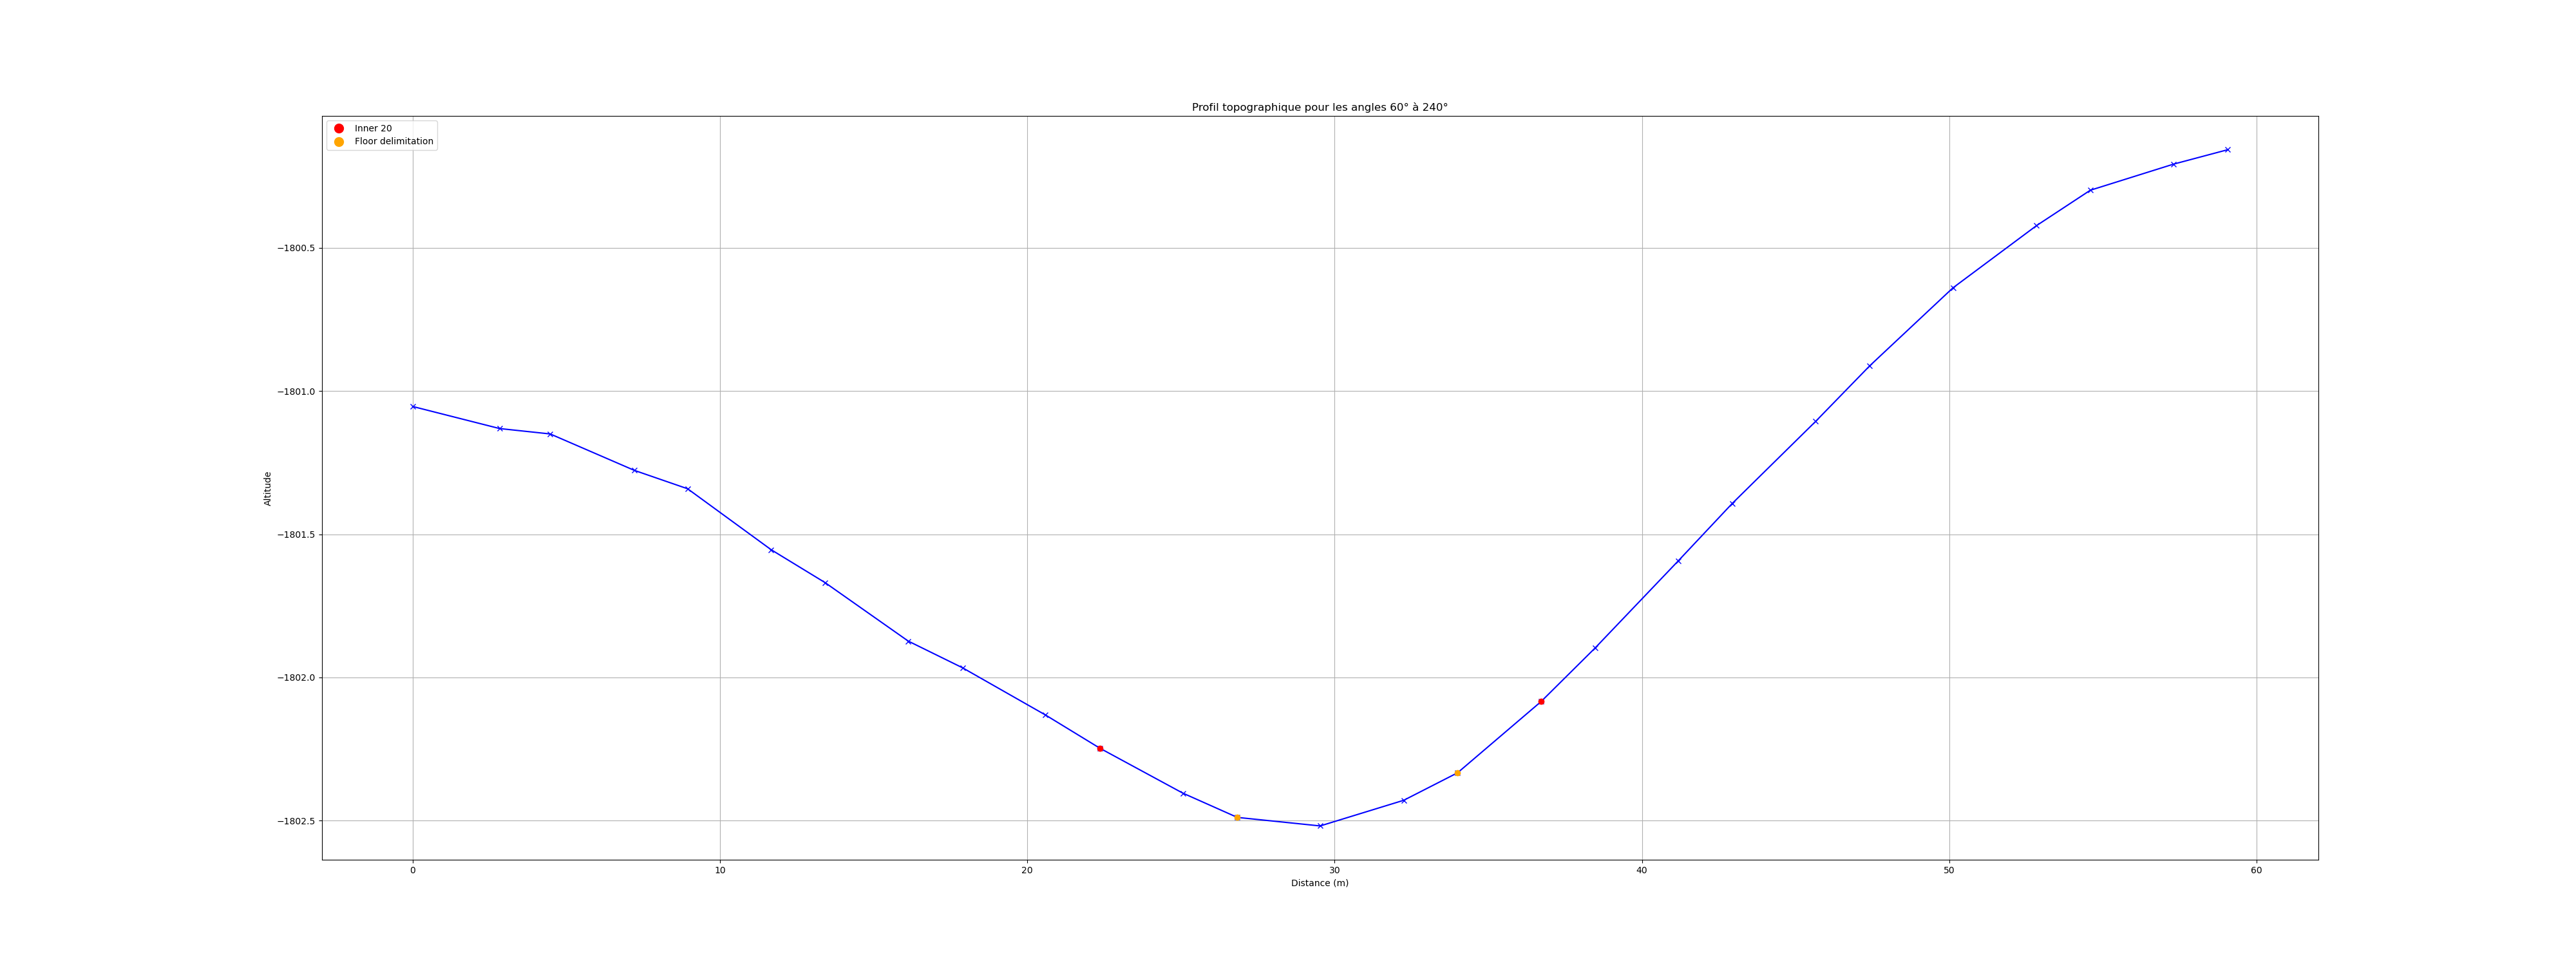 Profil topographique pour les angles 60° à 240°
Inner 20
Floor delimitation
Altitude
−1800.5
−1801.0
−1801.5
−1802.0
−1802.5
0 10 20 30 40 50 60
Distance (m)